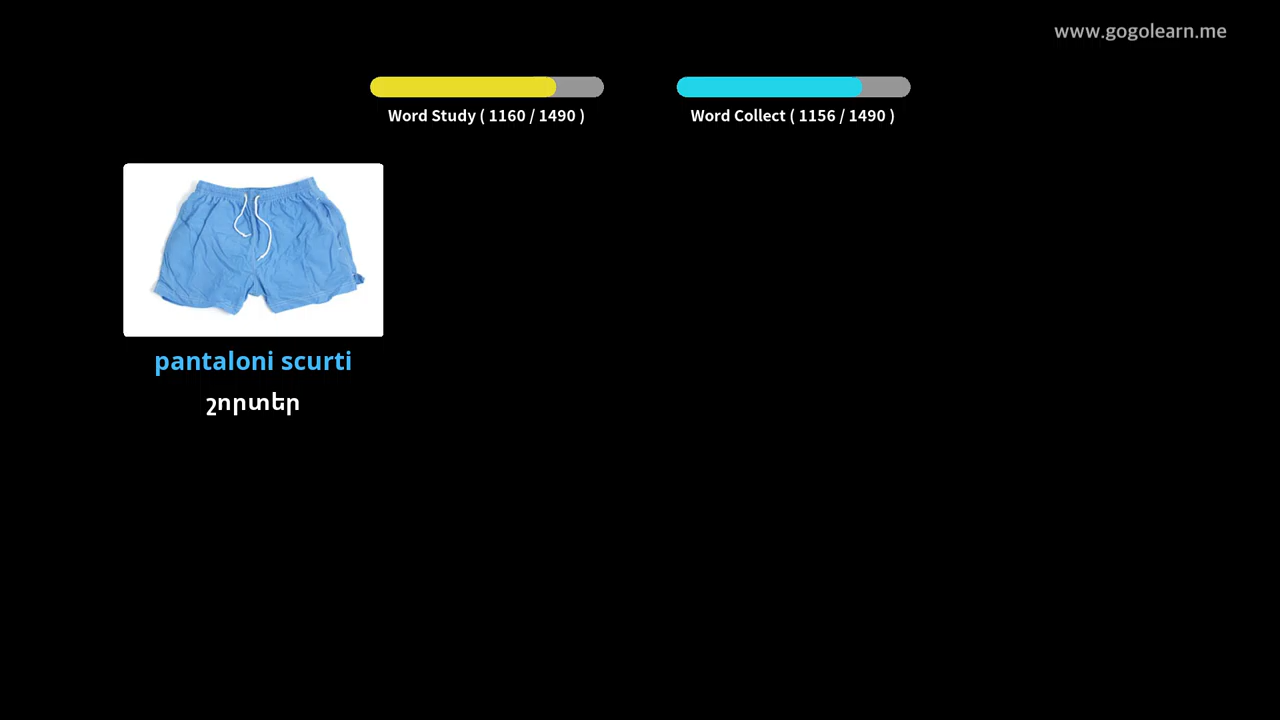 www.gogolearn.me
Word Study ( 1160 / 1490 )
Word Collect ( 1156 / 1490 )
pantaloni scurti
շորտեր